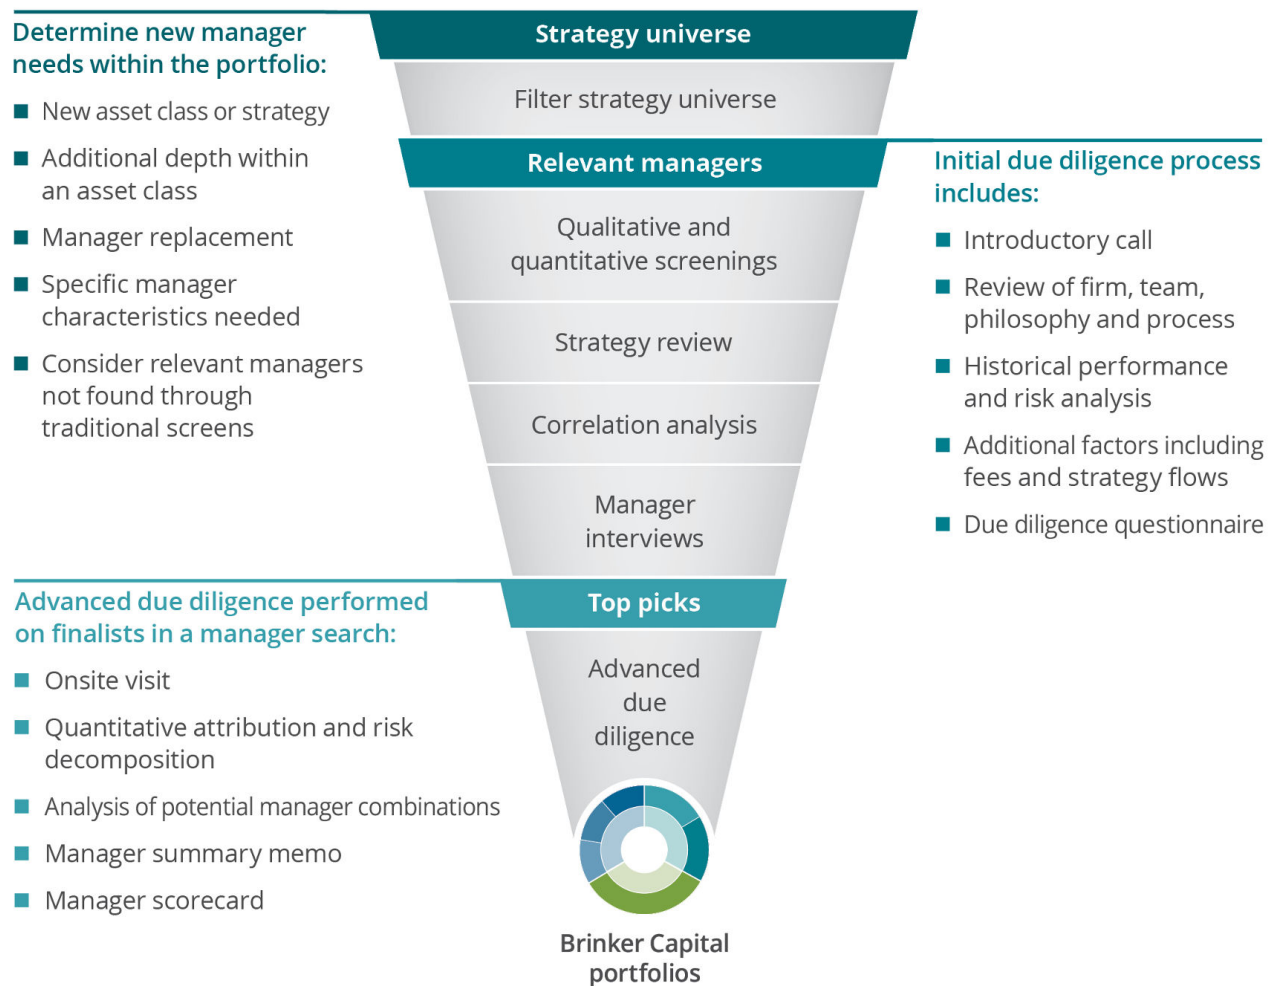 Determine new manager
needs within the portfolio:
New asset class or strategy
Additional depth within
an asset class
Manager replacement
Specific manager
characteristics needed
Consider relevant managers
not found through
traditional screens
Strategy universe
Filter strategy universe
Relevant managers
Qualitative and
quantitative screenings
Strategy review
Correlation analysis
Manager
interviews
Initial due diligence process
includes:
Introductory call
Review of firm, team,
philosophy and process
Historical performance
and risk analysis
Additional factors including
fees and strategy flows
Due diligence questionnaire
Top picks
Advanced
due
diligence
Advanced due diligence performed
on finalists in a manager search:
Onsite visit
Quantitative attribution and risk
decomposition
Analysis of potential manager combinations
Manager summary memo
Manager scorecard
Brinker Capital
portfolios